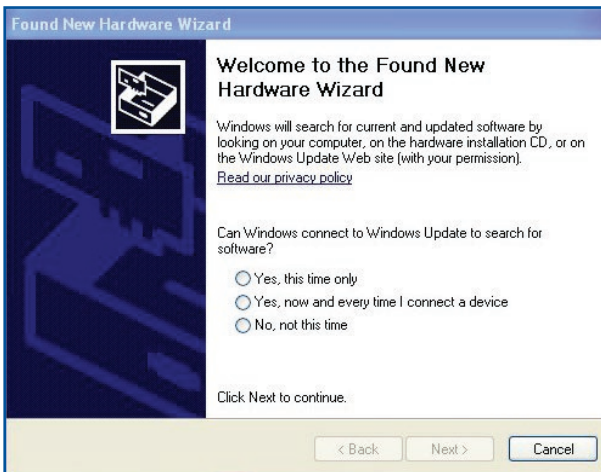 Found New Hardware Wizard
Welcome to the Found New
Hardware Wizard
Windows will search for current and updated software by
looking on your computer, on the hardware installation CD, or on
the Windows Update Web site (with your permission).
Read our privacy policy
Can Windows connect to Windows Update to search for
software?
Yes, this time only
Yes, now and every time I connect a device
No, not this time
Click Next to continue.
< Back
Next >
Cancel